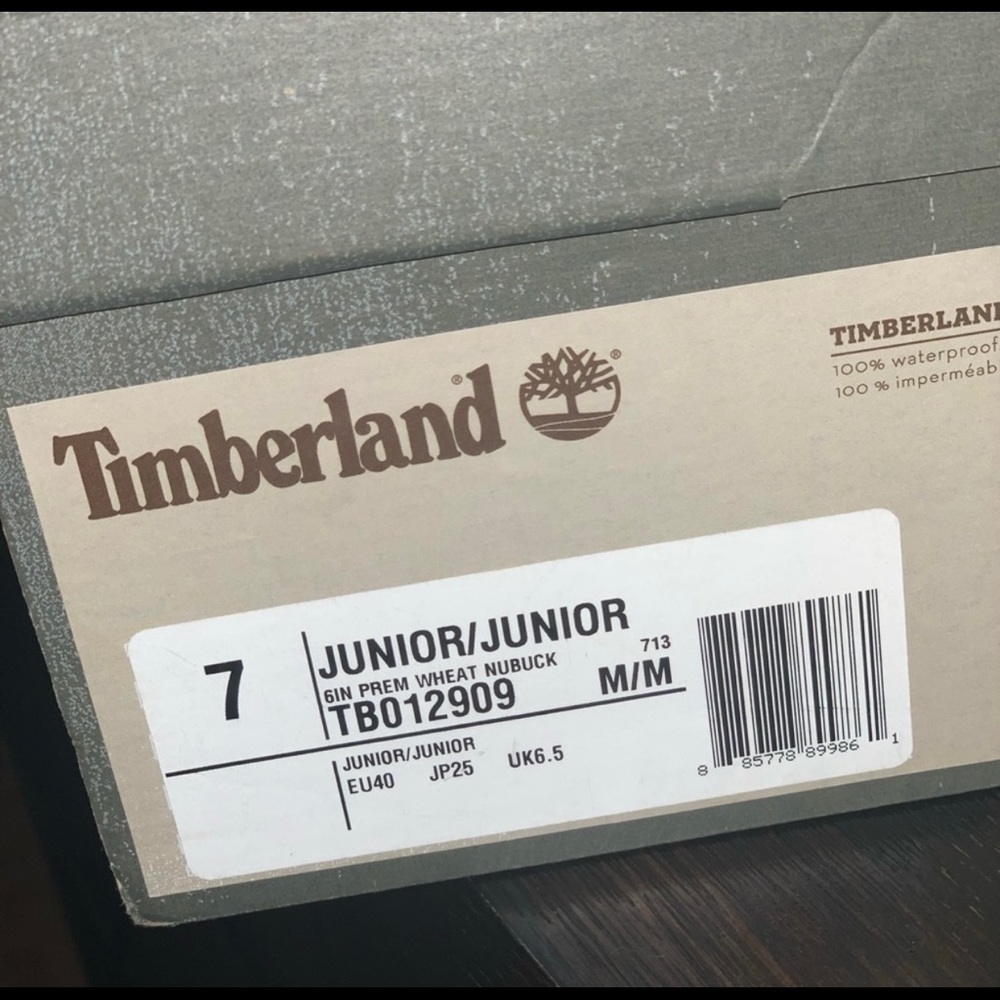 Timberland®
®
TIMBERLAN
100% waterproof
100 % imperméab
7
JUNIOR/JUNIOR
6IN PREM WHEAT NUBUCK 713
TB012909 M/M
JUNIOR/JUNIOR
EU40 JP25 UK6.5
8 85778 89986 1